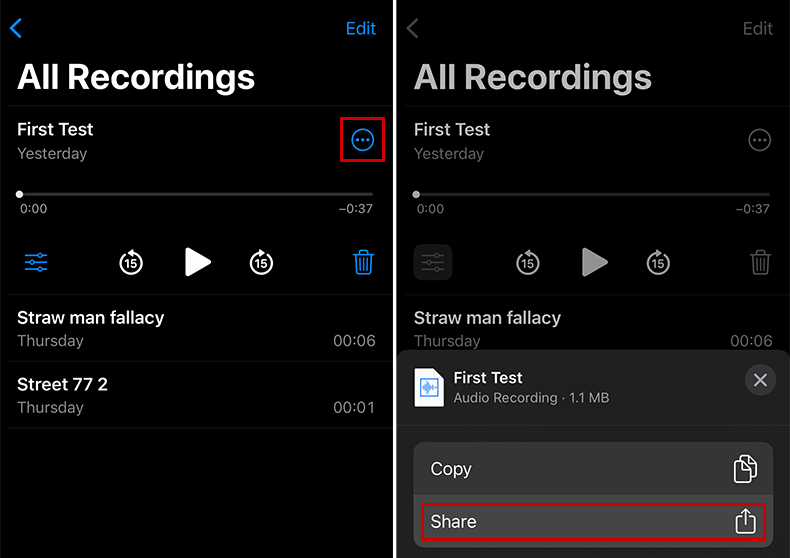 Edit
All Recordings
First Test
Yesterday
0:00 −0:37
15 15
Straw man fallacy
Thursday 00:06
Street 77 2
Thursday 00:01
Edit
All Recordings
First Test
Yesterday
0:00 −0:37
15 15
Straw man fallacy
Thursday 00:06
First Test
Audio Recording · 1.1 MB
Copy
Share